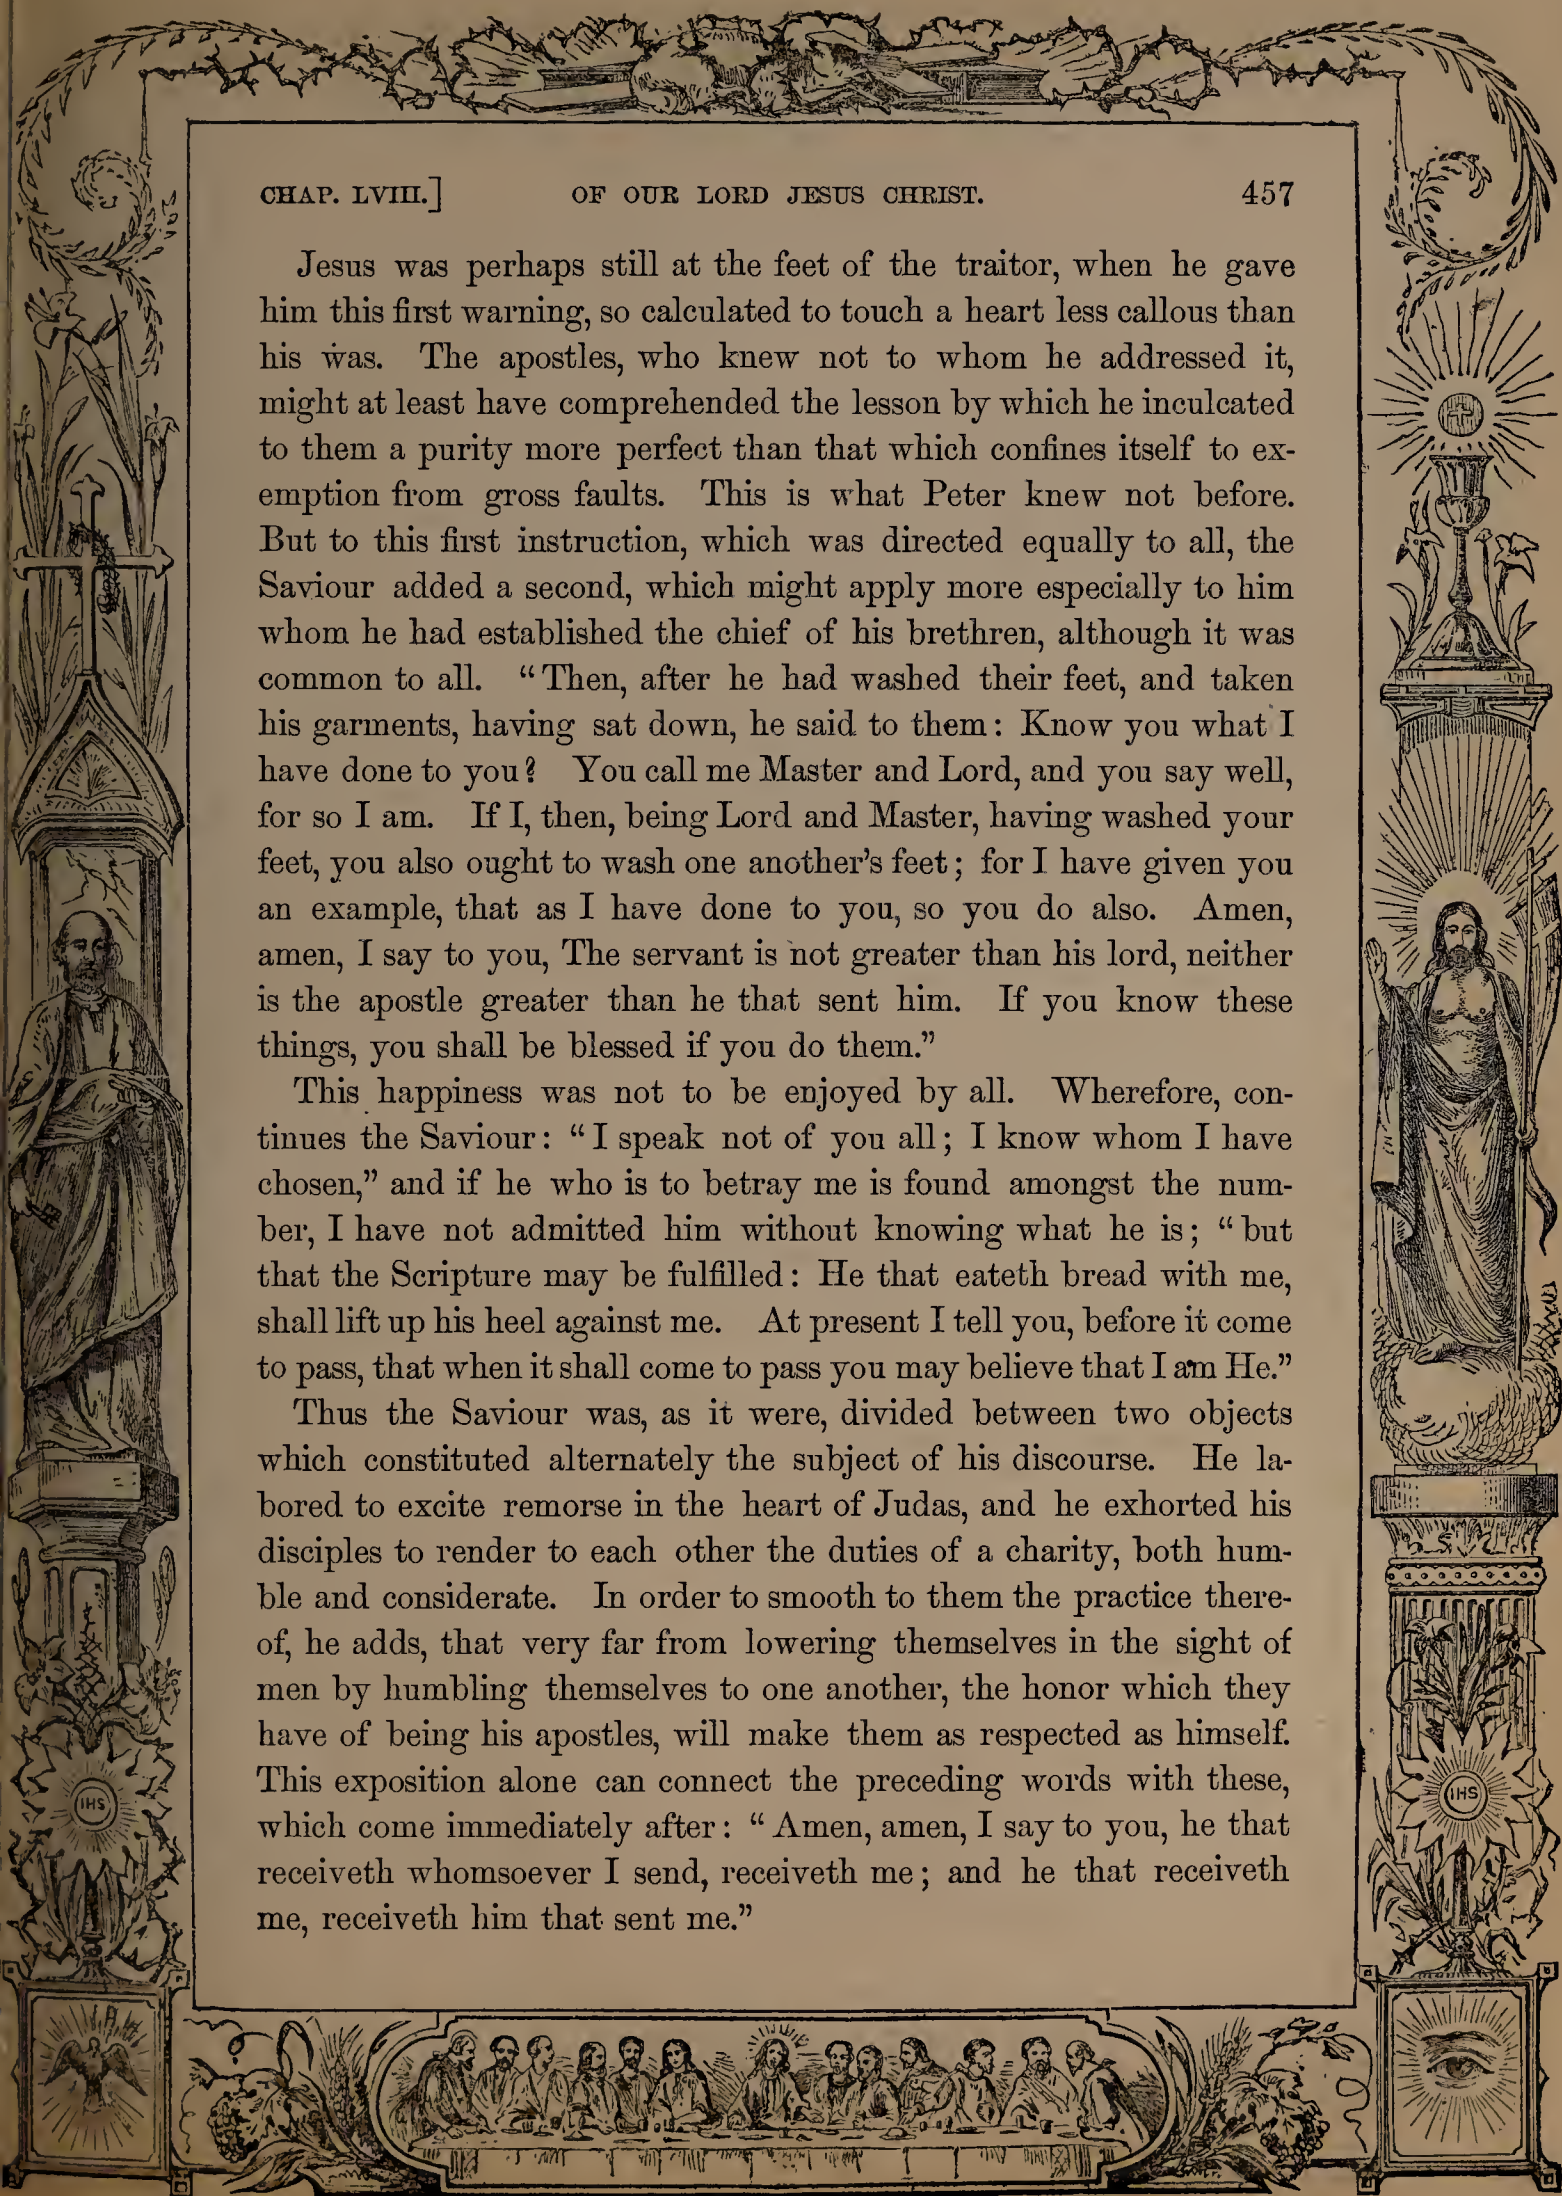 CHAP. LVIII.] OF OUR LORD JESUS CHRIST. 457
Jesus was perhaps still at the feet of the traitor, when he gave
him this first warning, so calculated to touch a heart less callous than
his was. The apostles, who knew not to whom he addressed it,
might at least have comprehended the lesson by which he inculcated
to them a purity more perfect than that which confines itself to ex-
emption from gross faults. This is what Peter knew not before.
But to this first instruction, which was directed equally to all, the
Saviour added a second, which might apply more especially to him
whom he had established the chief of his brethren, although it was
common to all. “Then, after he had washed their feet, and taken
his garments, having sat down, he said to them: Know you what I
have done to you? You call me Master and Lord, and you say well,
for so I am. If I, then, being Lord and Master, having washed your
feet, you also ought to wash one another’s feet; for I have given you
an example, that as I have done to you, so you do also. Amen,
amen, I say to you, The servant is not greater than his lord, neither
is the apostle greater than he that sent him. If you know these
things, you shall be blessed if you do them.”
This happiness was not to be enjoyed by all. Wherefore, con-
tinues the Saviour: “I speak not of you all; I know whom I have
chosen,” and if he who is to betray me is found amongst the num-
ber, I have not admitted him without knowing what he is; “but
that the Scripture may be fulfilled: He that eateth bread with me,
shall lift up his heel against me. At present I tell you, before it come
to pass, that when it shall come to pass you may believe that I am He.”
Thus the Saviour was, as it were, divided between two objects
which constituted alternately the subject of his discourse. He la-
bored to excite remorse in the heart of Judas, and he exhorted his
disciples to render to each other the duties of a charity, both hum-
ble and considerate. In order to smooth to them the practice there-
of, he adds, that very far from lowering themselves in the sight of
men by humbling themselves to one another, the honor which they
have of being his apostles, will make them as respected as himself.
This exposition alone can connect the preceding words with these,
which come immediately after: “Amen, amen, I say to you, he that
receiveth whomsoever I send, receiveth me; and he that receiveth
me, receiveth him that sent me.”
IHS
IHS